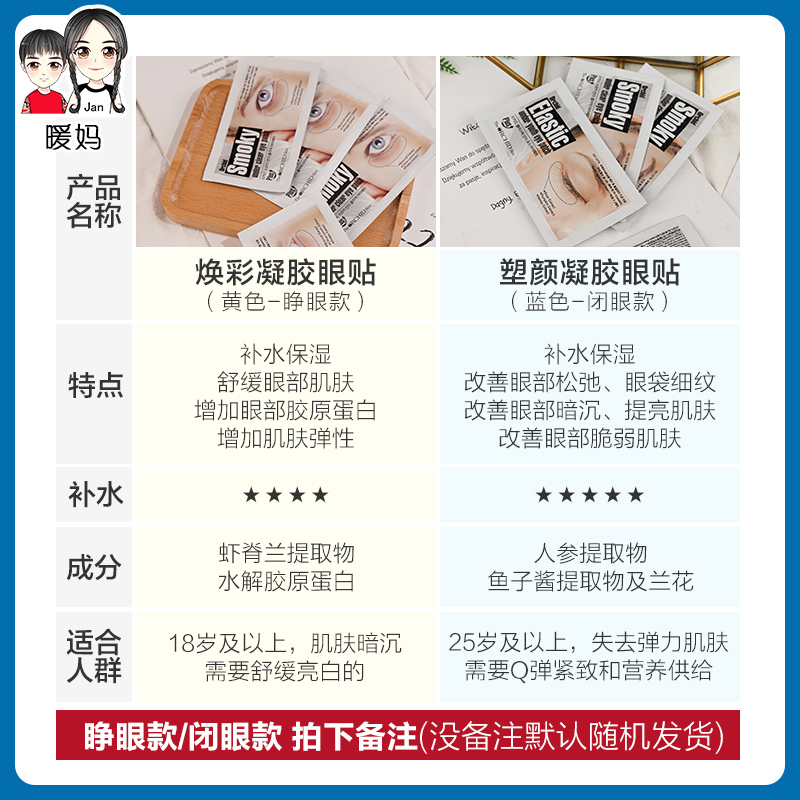 Jan
暖妈
产品
名称
Smoky
under clear eye pads
Smoky
Elastic
Smoky
Smoky
焕彩凝胶眼贴
(黄色-睁眼款)
塑颜凝胶眼贴
(蓝色-闭眼款)
特点
补水保湿
舒缓眼部肌肤
增加眼部胶原蛋白
增加肌肤弹性
补水保湿
改善眼部松弛、眼袋细纹
改善眼部暗沉、提亮肌肤
改善眼部脆弱肌肤
补水
★★★★
★★★★★
成分
虾脊兰提取物
水解胶原蛋白
人参提取物
鱼子酱提取物及兰花
适合
人群
18岁及以上，肌肤暗沉
需要舒缓亮白的
25岁及以上，失去弹力肌肤
需要Q弹紧致和营养供给
睁眼款/闭眼款 拍下备注(没备注默认随机发货)